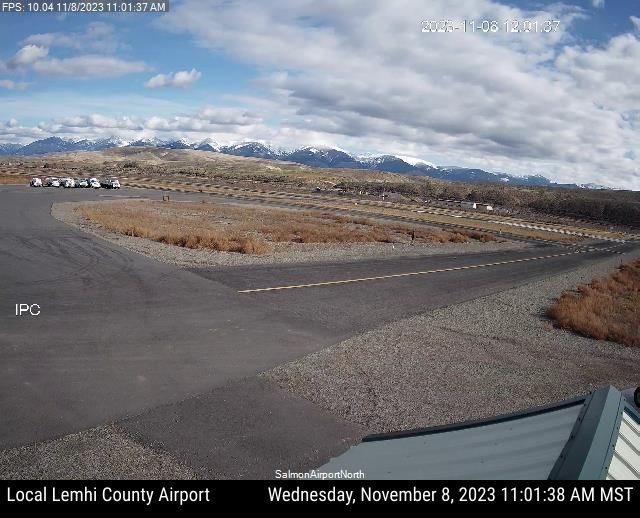 FPS: 10.04 11/8/2023 11:01:37 AM
2023-11-08 12:01:37
IPC
SalmonAirportNorth
Local Lemhi County Airport Wednesday, November 8, 2023 11:01:38 AM MST